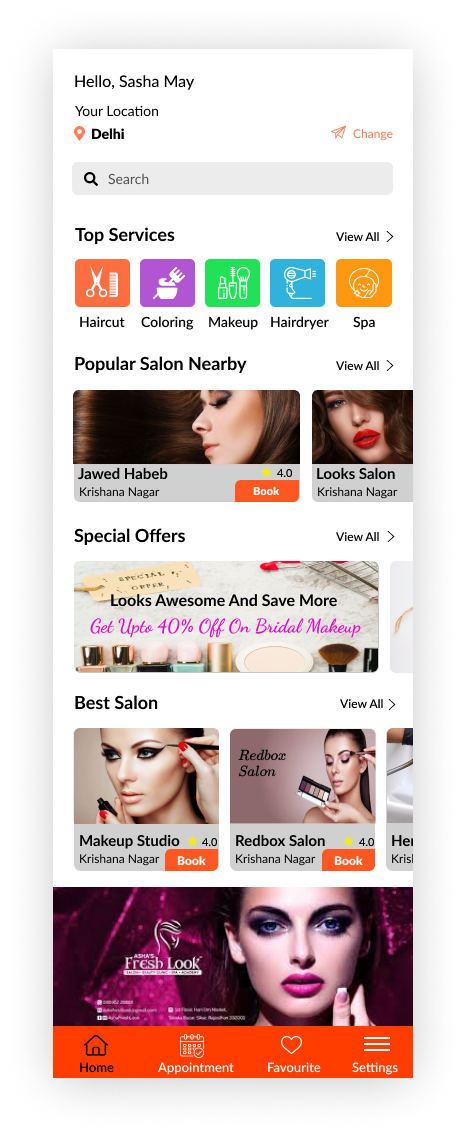 Hello, Sasha May
Your Location
Delhi
Change
Search
Top Services
View All
Haircut
Coloring
Makeup
Hairdryer
Spa
Popular Salon Nearby
View All
Jawed Habeb
4.0
Krishana Nagar
Book
Looks Salon
Krishana Nagar
Special Offers
View All
SPECIAL
OFFER
Looks Awesome And Save More
Get Upto 40% Off On Bridal Makeup
Best Salon
View All
Makeup Studio
4.0
Krishana Nagar
Book
Redbox
Salon
Redbox Salon
4.0
Krishana Nagar
Book
Her
Krish
ASHA'S
Fresh Look
SALON • BEAUTY CLINIC • SPA • ACADEMY
Home
Appointment
Favourite
Settings